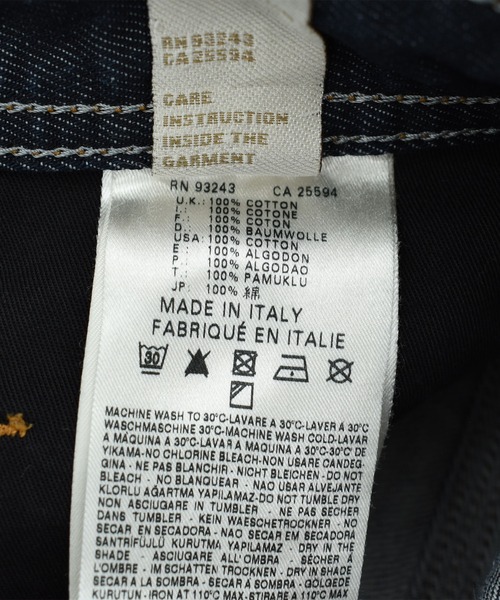 RN 93243
CA 25594
CARE
INSTRUCTION
INSIDE THE
GARMENT
RN 93243 CA 25594
U.K.: 100% COTTON
I.: 100% COTONE
F.: 100% COTON
D.: 100% BAUMWOLLE
USA: 100% COTTON
E.: 100% ALGODON
P.: 100% ALGODAO
T.: 100% PAMUKLU
JP: 100% 綿
MADE IN ITALY
FABRIQUÉ EN ITALIE
30
MACHINE WASH TO 30°C-LAVARE A 30°C-LAVER À 30°C
WASCHMASCHINE 30°C-MACHINE WASH COLD-LAVAR
A MÁQUINA A 30°C-LAVAR A MAQUINA A 30°C-30°C' DE
YIKAMA-NO CHLORINE BLEACH-NON USARE CANDEG-
GINA - NE PAS BLANCHIR - NICHT BLEICHEN - DO NOT
BLEACH - NO BLANQUEAR - NAO USAR ALVEJANTE
KLORLU AĞARTMA YAPILAMAZ-DO NOT TUMBLE DRY
NON ASCIUGARE IN TUMBLER - NE PAS SÉCHER
DANS TUMBLER - KEIN WAESCHETROCKNER - NO
SECAR EN SECADORA - NAO SECAR EM SECADORA
SANTRİFÜJLÜ KURUTMA YAPILAMAZ - DRY IN THE
SHADE - ASCIUGARE ALL'OMBRA - SÉCHER À
L'OMBRE - IM SCHATTEN TROCKNEN - DRY IN SHADE
SECAR A LA SOMBRA - SECAR A SOMBRA - GÖLGEDE
KURUTUN - IRON AT 110°C MAX-STIRARE A 110°C MAX